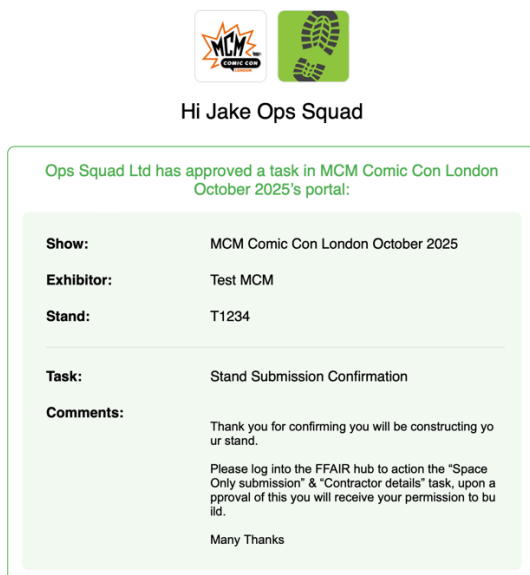 MCM
COMIC CON
LONDON
Hi Jake Ops Squad
Ops Squad Ltd has approved a task in MCM Comic Con London
October 2025's portal:
Show: MCM Comic Con London October 2025
Exhibitor: Test MCM
Stand: T1234
Task: Stand Submission Confirmation
Comments:
Thank you for confirming you will be constructing yo
ur stand.
Please log into the FFAIR hub to action the “Space
Only submission” & “Contractor details” task, upon a
pproval of this you will receive your permission to bu
ild.
Many Thanks